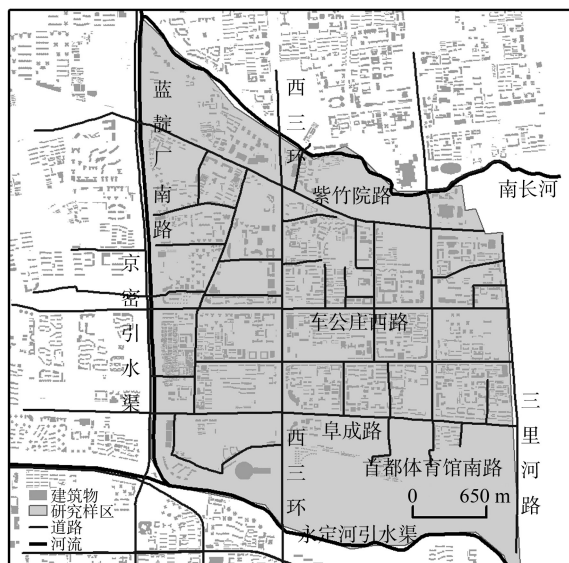 蓝靛厂南路
西三环
紫竹院路
南长河
京密引水渠
车公庄西路
三里河路
阜成路
西三环
首都体育馆南路
0 650 m
永定河引水渠
建筑物
研究样区
道路
河流